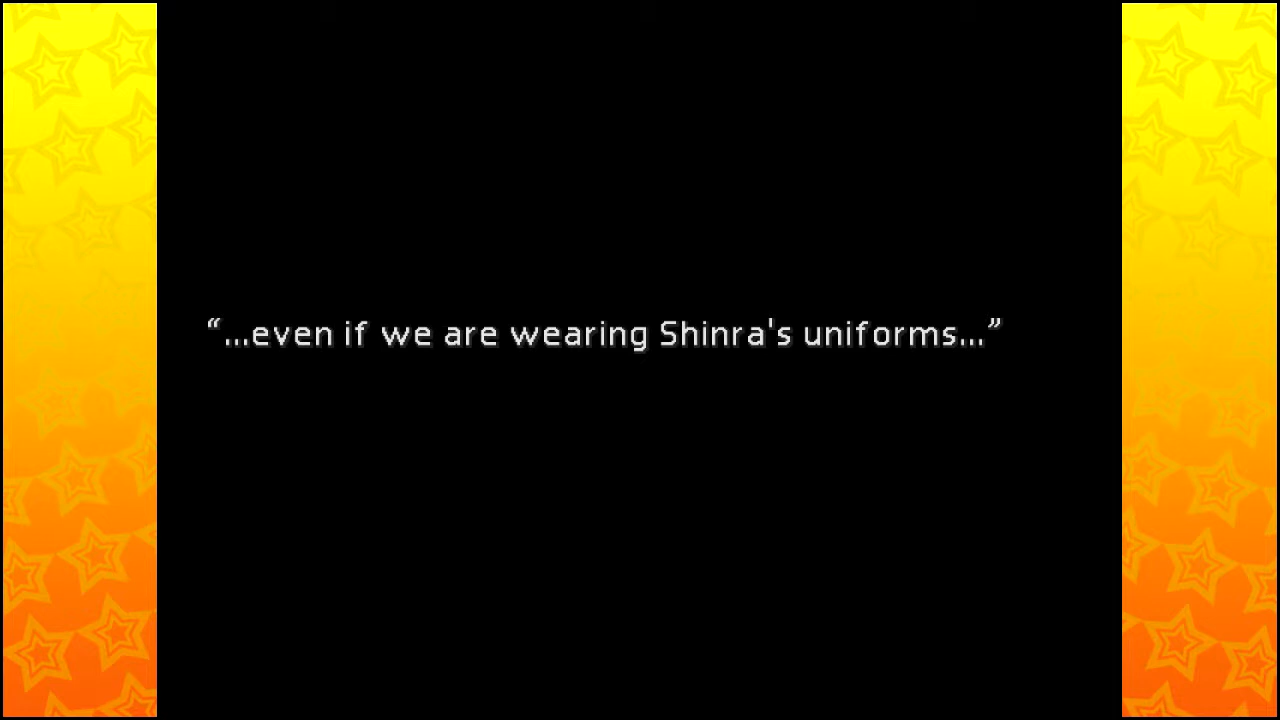 “...even if we are wearing Shinra's uniforms...”